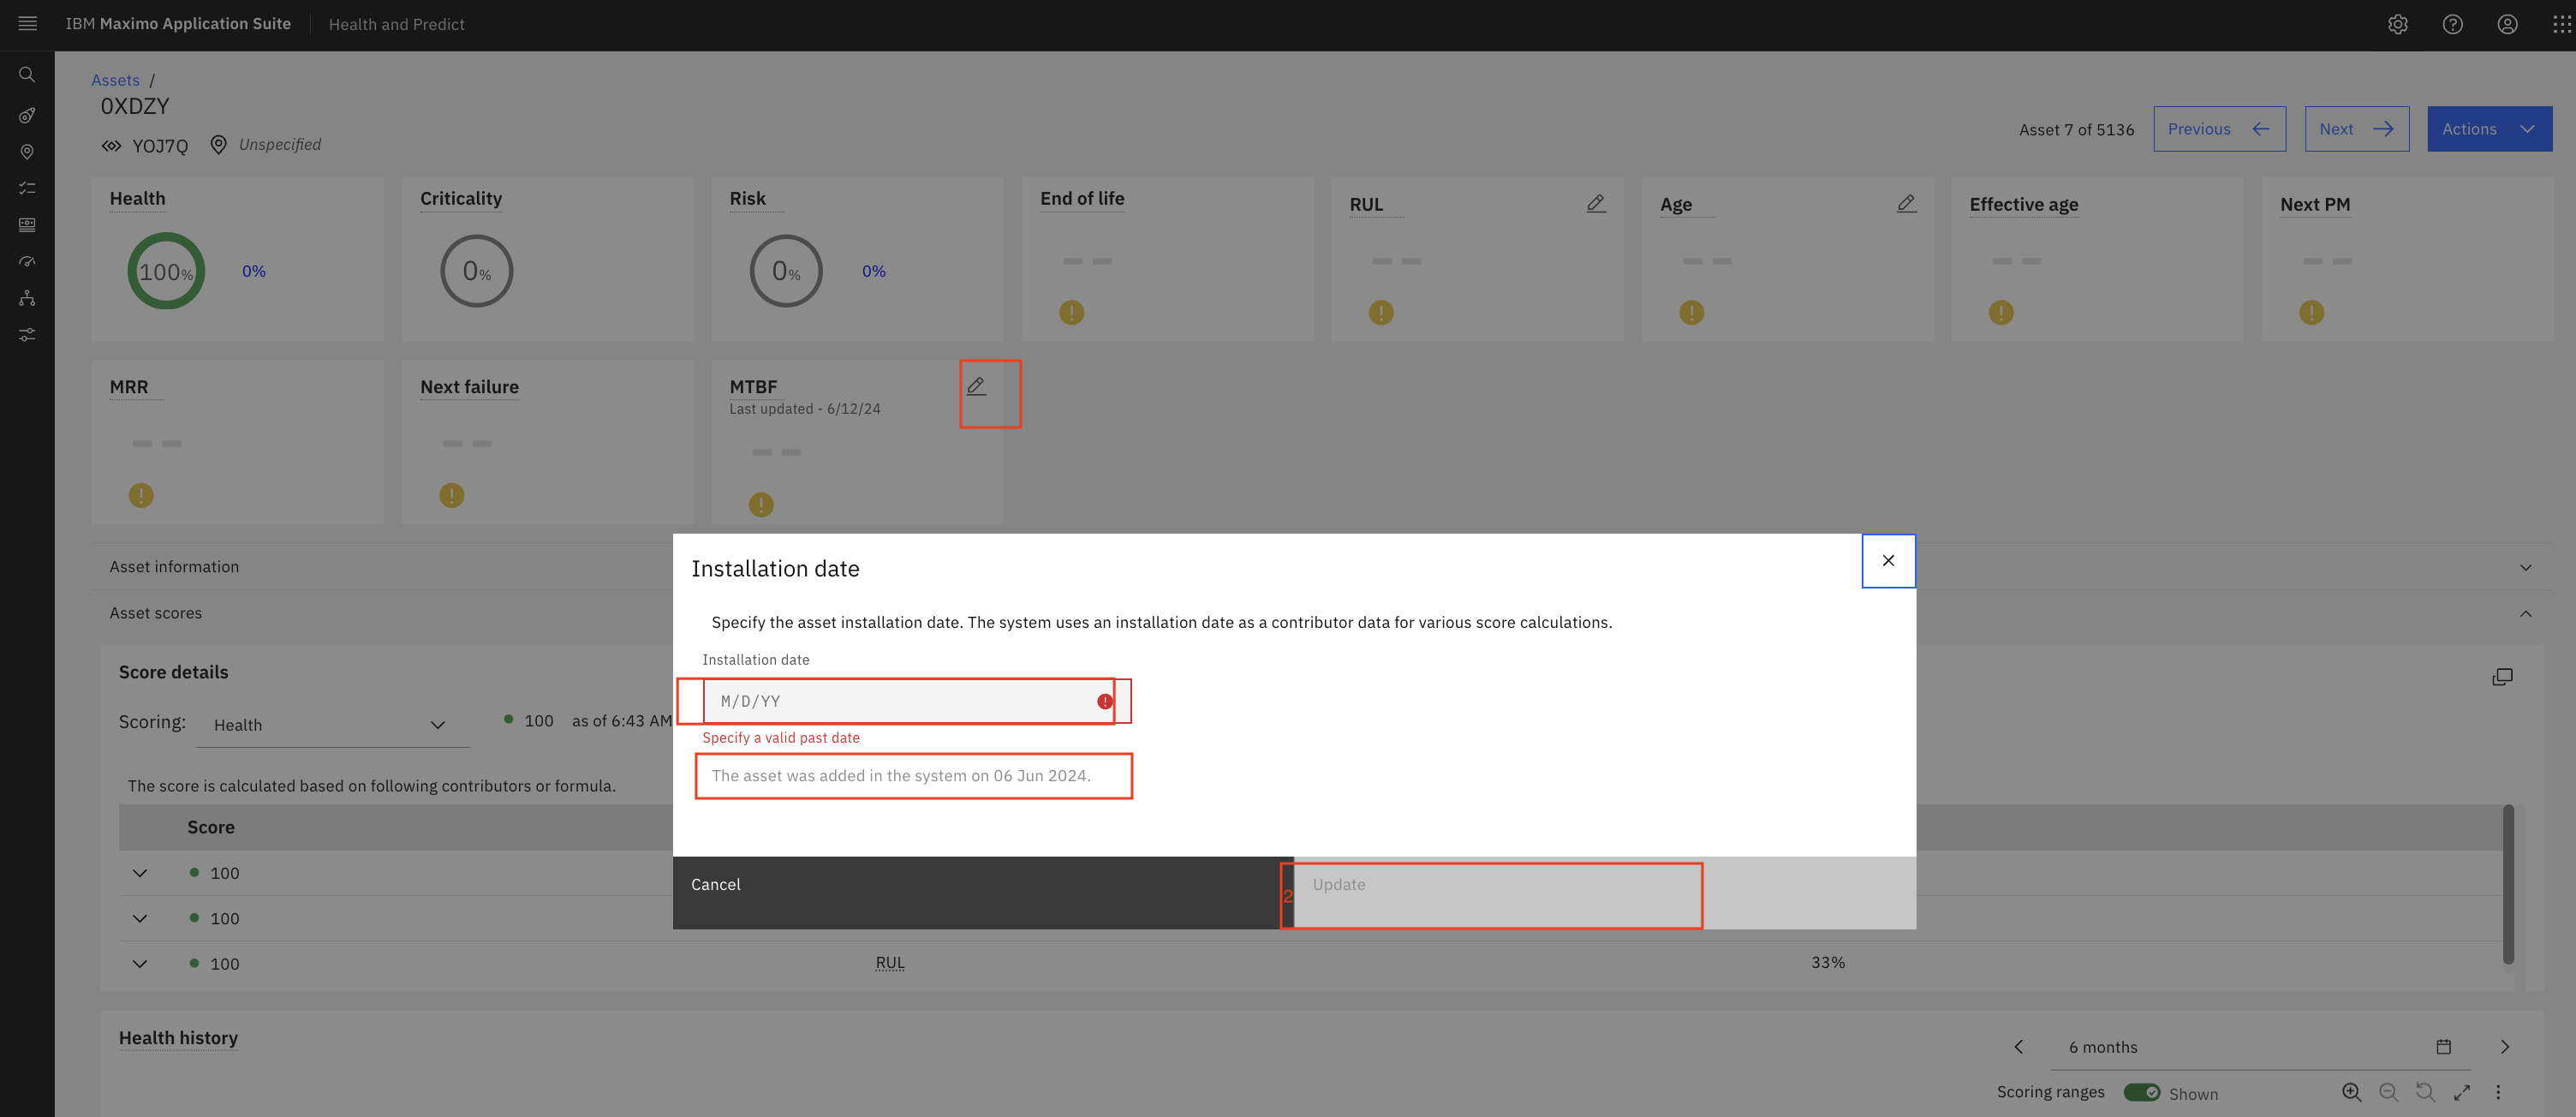 IBM Maximo Application Suite
Health and Predict
Assets /
0XDZY
YOJ7Q
Unspecified
Asset 7 of 5136
Previous
Next
Actions
Health
100%
0%
Criticality
0%
Risk
0%
0%
End of life
RUL
Age
Effective age
Next PM
MRR
Next failure
MTBF
Last updated - 6/12/24
Asset information
Asset scores
Installation date
Specify the asset installation date. The system uses an installation date as a contributor data for various score calculations.
Installation date
M/D/YY
Specify a valid past date
The asset was added in the system on 06 Jun 2024.
Cancel
2
Update
Score details
Scoring:
Health
100
as of 6:43 AM
The score is calculated based on following contributors or formula.
Score
100
100
100
RUL
33%
Health history
6 months
Scoring ranges
Shown